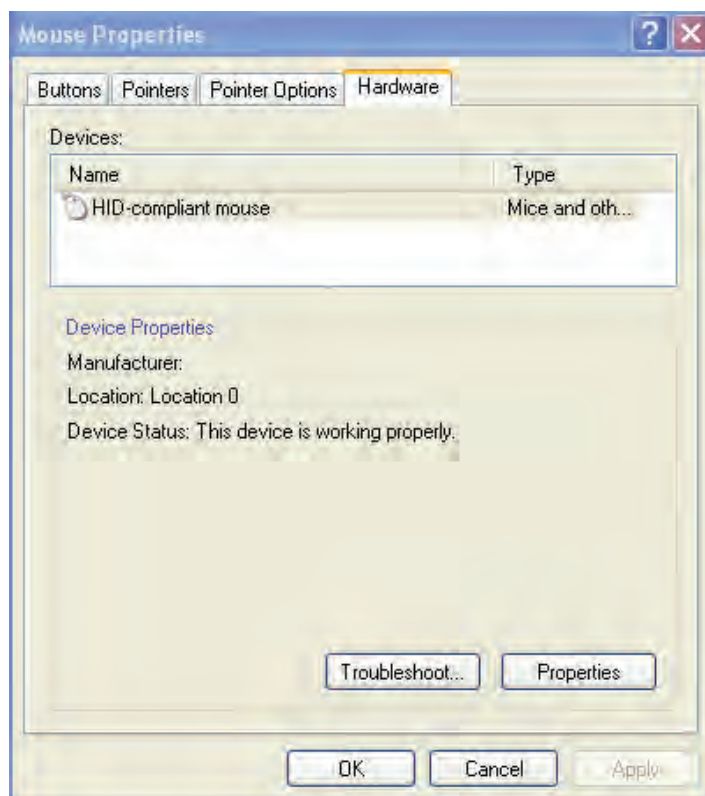 Mouse Properties
?
Buttons Pointers Pointer Options Hardware
Devices:
Name Type
HID-compliant mouse Mice and oth...
Device Properties
Manufacturer:
Location: Location 0
Device Status: This device is working properly.
Troubleshoot... Properties
OK Cancel Apply